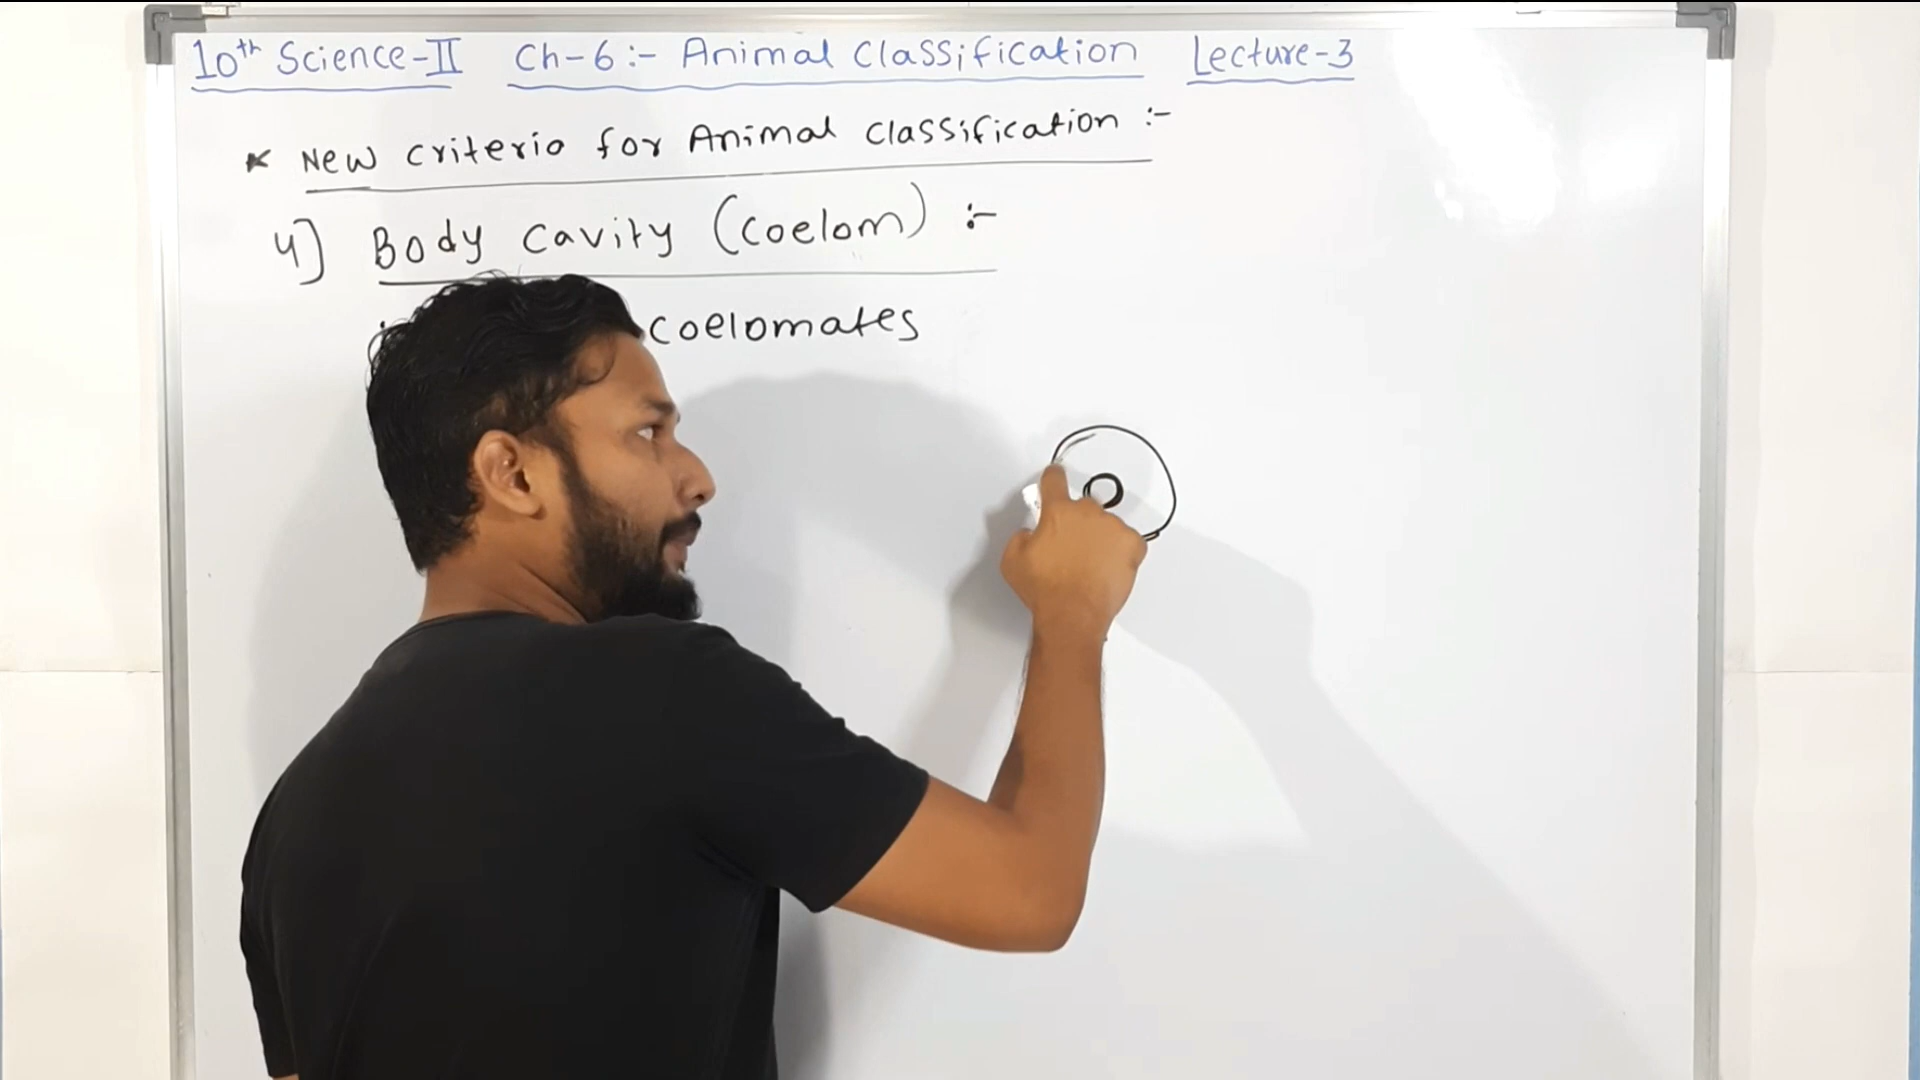 10th Science-II Ch-6:- Animal Classification Lecture-3
* New criteria for Animal classification :-
4] Body Cavity (Coelom) :-
coelomates